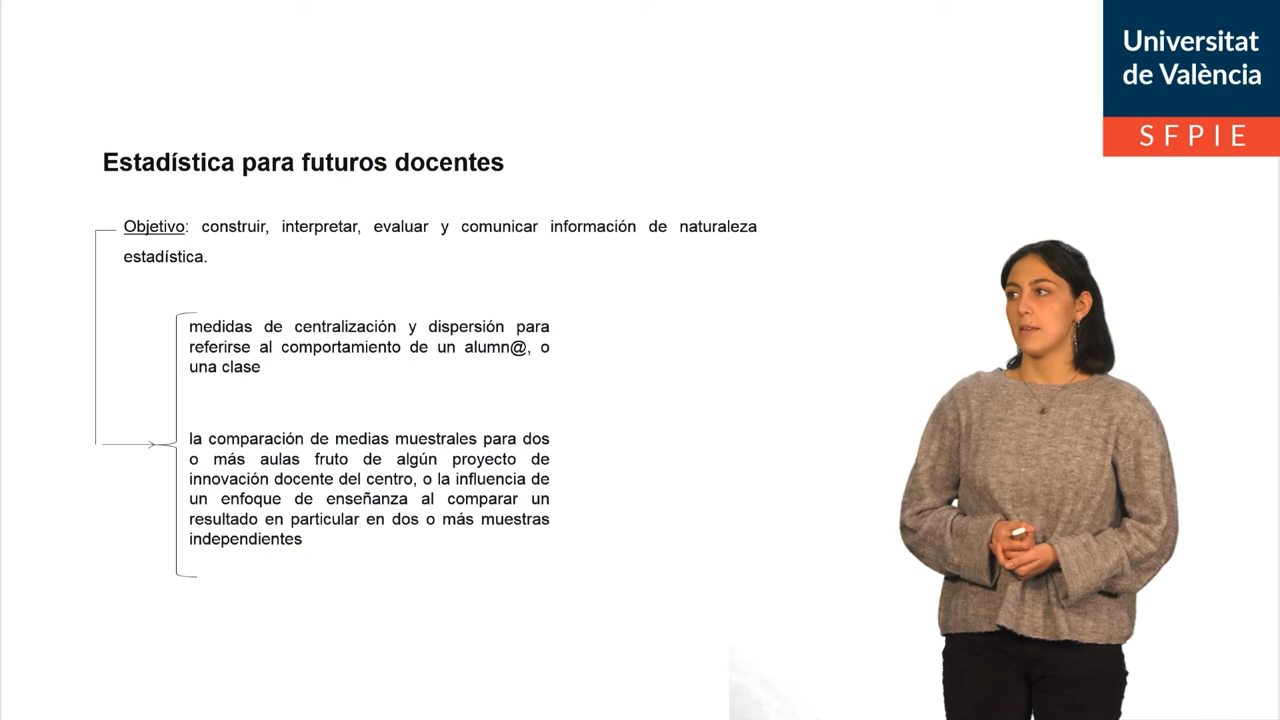 Universitat
de València
SFPIE
Estadística para futuros docentes
Objetivo: construir, interpretar, evaluar y comunicar información de naturaleza
estadística.
medidas de centralización y dispersión para
referirse al comportamiento de un alumn@, o
una clase
la comparación de medias muestrales para dos
o más aulas fruto de algún proyecto de
innovación docente del centro, o la influencia de
un enfoque de enseñanza al comparar un
resultado en particular en dos o más muestras
independientes